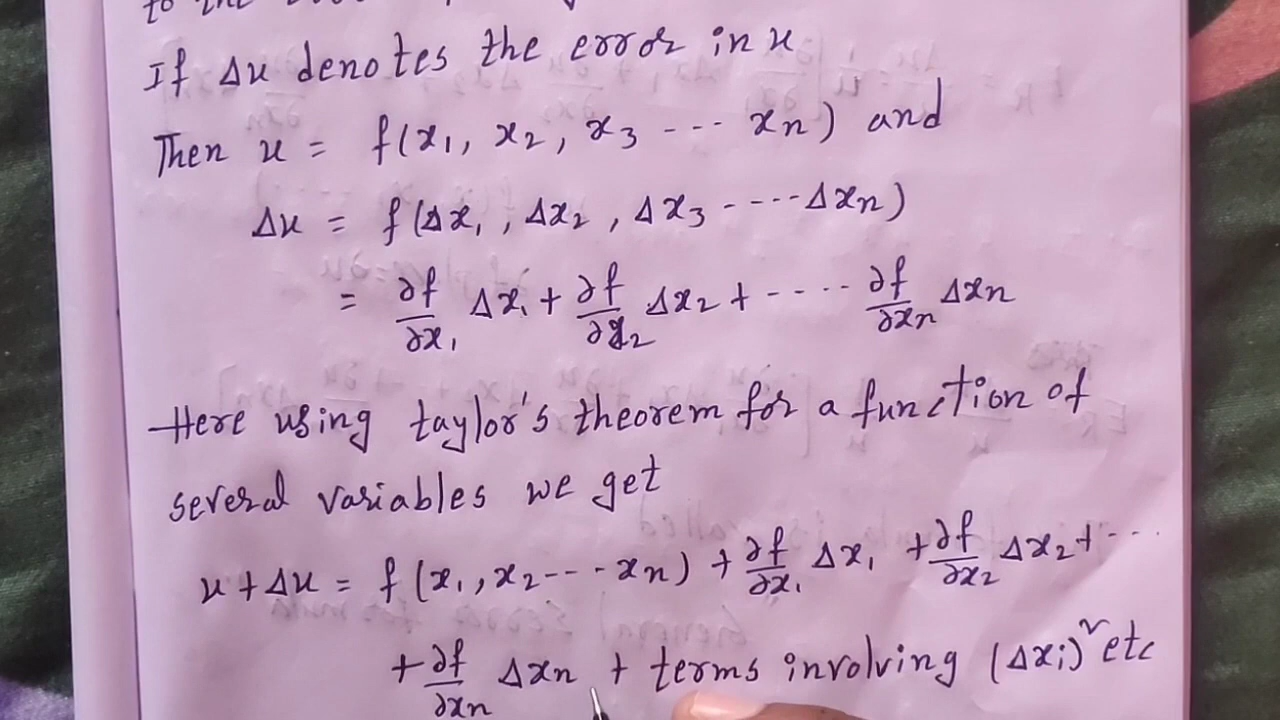 to the
If Δu denotes the error in u
Then u = f(x₁, x₂, x₃ --- xn) and
Δu = f(Δx₁, Δx₂, Δx₃ ---- Δxn)
= ∂f/∂x₁ Δx₁ + ∂f/∂x₂ Δx₂ + ---- ∂f/∂xn Δxn
Here using taylor's theorem for a function of
several variables we get
u + Δu = f(x₁, x₂ --- xn) + ∂f/∂x₁ Δx₁ + ∂f/∂x₂ Δx₂ + ---
+ ∂f/∂xn Δxn + terms involving (Δxi)² etc